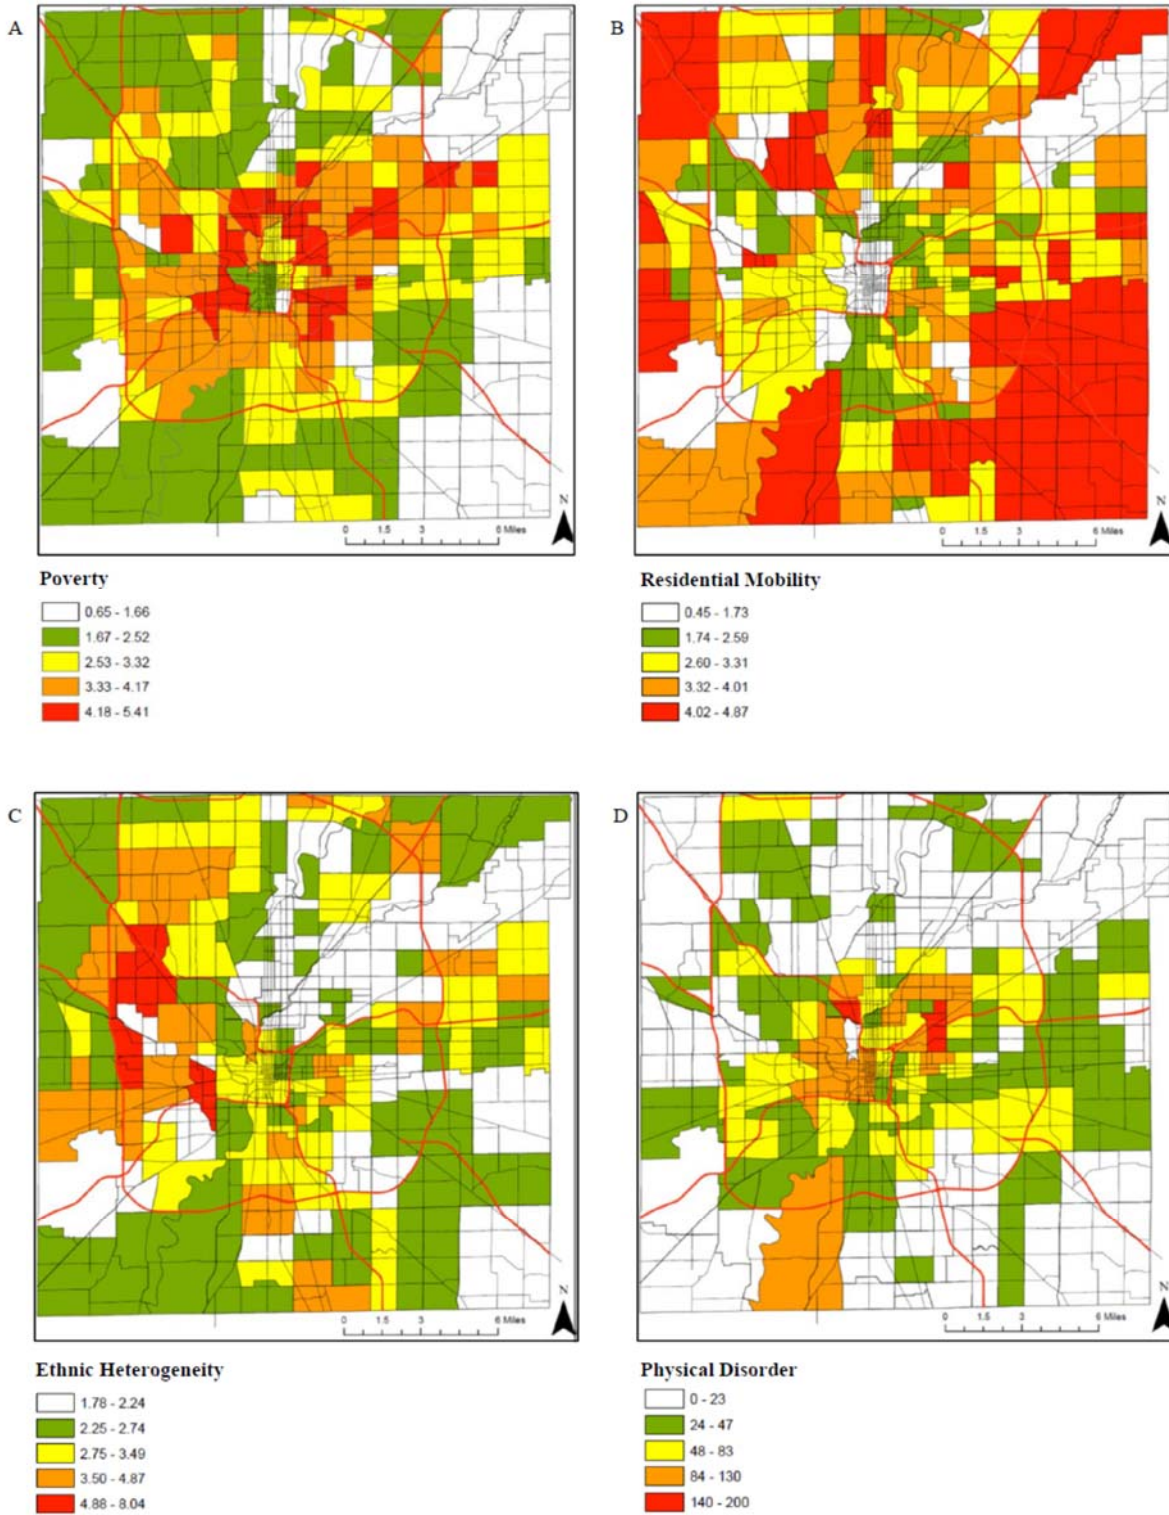 A
B
N
0 1.5 3 6 Miles
N
0 1.5 3 6 Miles
Poverty
0.65 - 1.66
1.67 - 2.52
2.53 - 3.32
3.33 - 4.17
4.18 - 5.41
Residential Mobility
0.45 - 1.73
1.74 - 2.59
2.60 - 3.31
3.32 - 4.01
4.02 - 4.87
C
D
N
0 1.5 3 6 Miles
N
0 1.5 3 6 Miles
Ethnic Heterogeneity
1.78 - 2.24
2.25 - 2.74
2.75 - 3.49
3.50 - 4.87
4.88 - 8.04
Physical Disorder
0 - 23
24 - 47
48 - 83
84 - 130
140 - 200